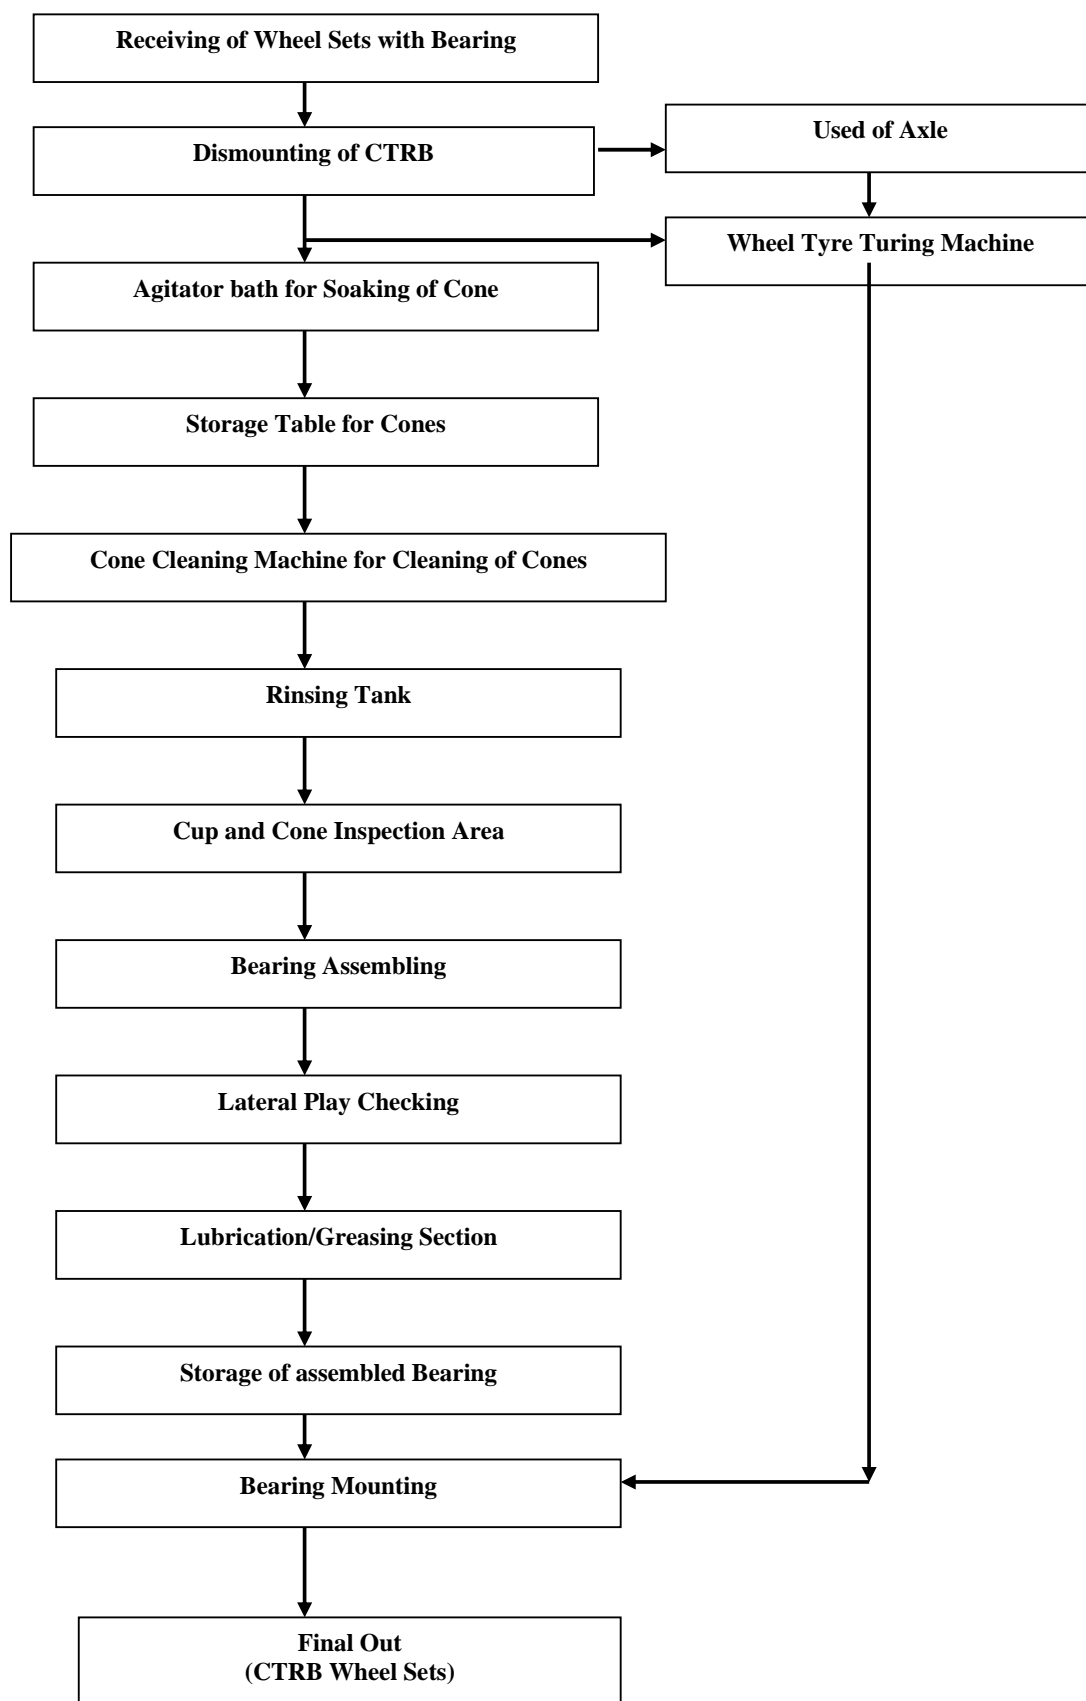 Receiving of Wheel Sets with Bearing
Used of Axle
Dismounting of CTRB
Wheel Tyre Turing Machine
Agitator bath for Soaking of Cone
Storage Table for Cones
Cone Cleaning Machine for Cleaning of Cones
Rinsing Tank
Cup and Cone Inspection Area
Bearing Assembling
Lateral Play Checking
Lubrication/Greasing Section
Storage of assembled Bearing
Bearing Mounting
Final Out
(CTRB Wheel Sets)